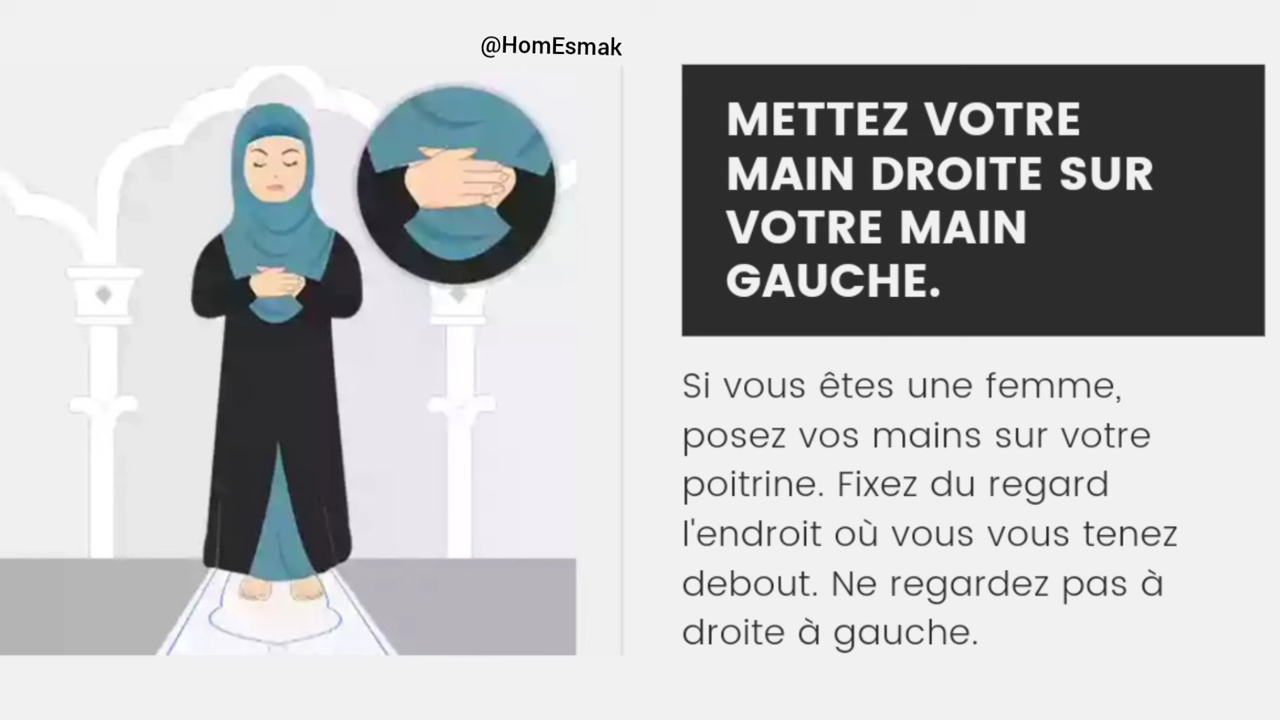 @HomEsmak
METTEZ VOTRE
MAIN DROITE SUR
VOTRE MAIN
GAUCHE.
Si vous êtes une femme,
posez vos mains sur votre
poitrine. Fixez du regard
l'endroit où vous vous tenez
debout. Ne regardez pas à
droite à gauche.